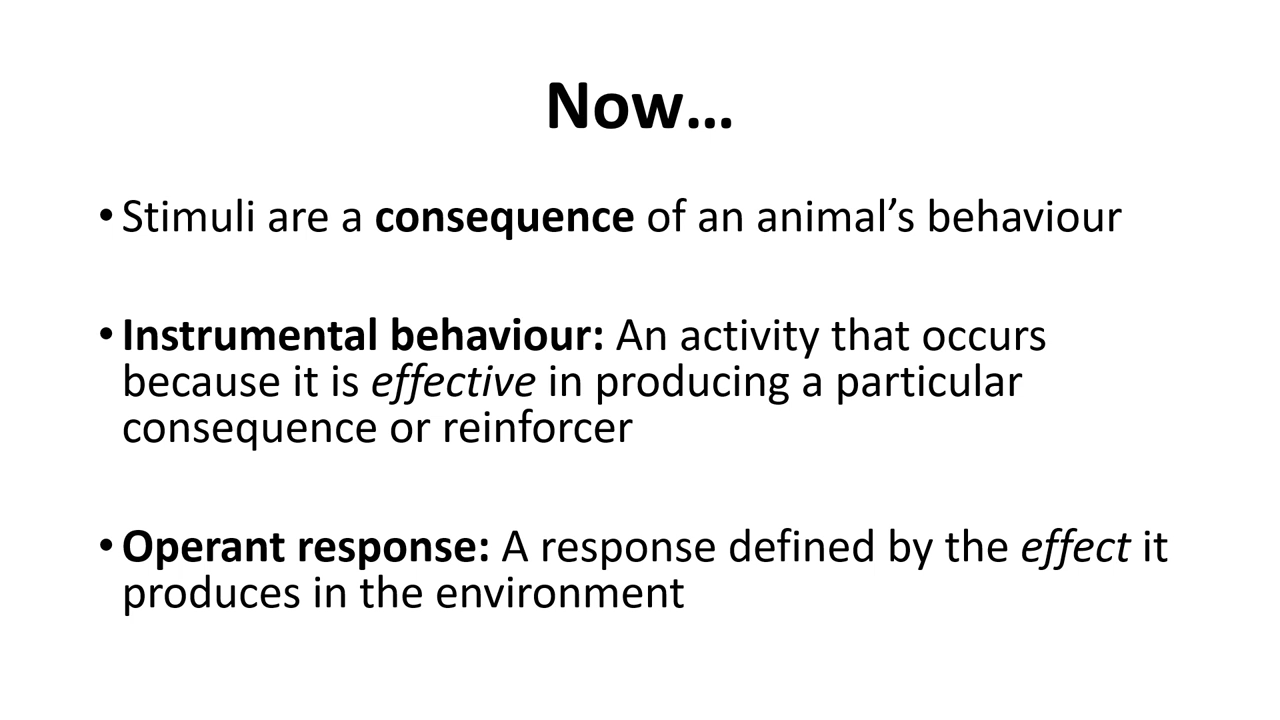 Now…
• Stimuli are a consequence of an animal’s behaviour
• Instrumental behaviour: An activity that occurs
because it is effective in producing a particular
consequence or reinforcer
• Operant response: A response defined by the effect it
produces in the environment